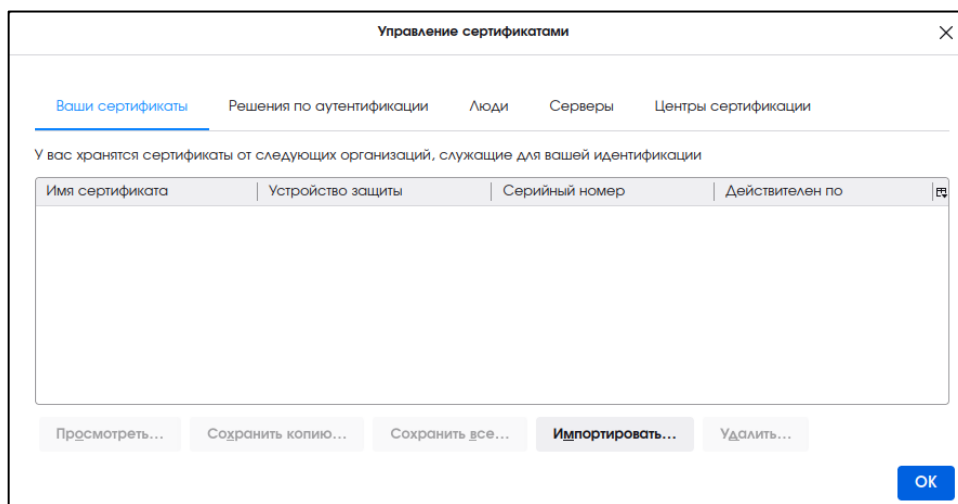 Управление сертификатами
Ваши сертификаты Решения по аутентификации Люди Серверы Центры сертификации
У вас хранятся сертификаты от следующих организаций, служащие для вашей идентификации
Имя сертификата Устройство защиты Серийный номер Действителен по
Просмотреть... Сохранить копию... Сохранить все... Импортировать... Удалить...
ОК